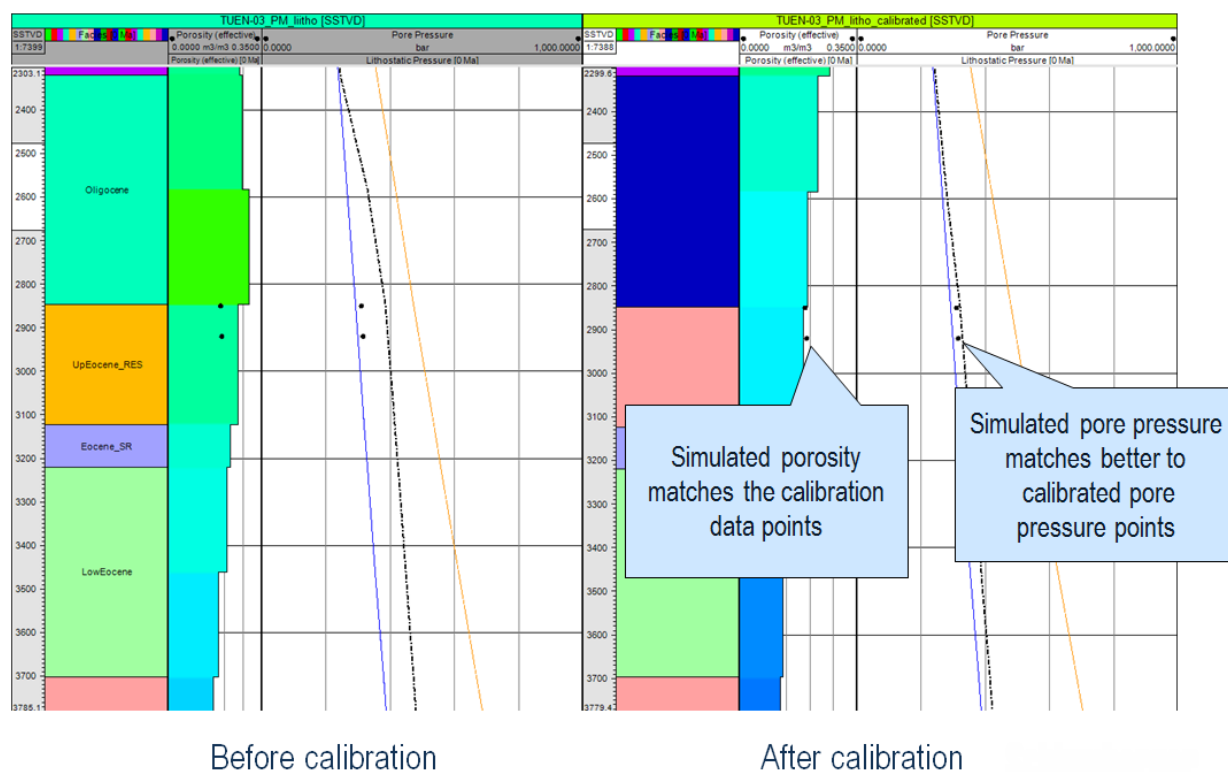 TUEN-03_PM_liitho [SSTVD]
SSTVD
1:7399
Porosity (effective)
0.0000 m3/m3 0.3500
Porosity (effective) [0 Ma]
Pore Pressure
0.0000 bar 1,000.0000
Lithostatic Pressure [0 Ma]
2303.1
2400
2500
2600
2700
2800
2900
3000
3100
3200
3300
3400
3500
3600
3700
3785.1
Oligocene
UpEocene_RES
Eocene_SR
LowEocene
TUEN-03_PM_litho_calibrated [SSTVD]
SSTVD
1:7388
Porosity (effective)
0.0000 m3/m3 0.3500
Porosity (effective) [0 Ma]
Pore Pressure
0.0000 bar 1,000.0000
Lithostatic Pressure [0 Ma]
2299.6
2400
2500
2600
2700
2800
2900
3000
3100
3200
3300
3400
3500
3600
3700
3779.4
Simulated porosity
matches the calibration
data points
Simulated pore pressure
matches better to
calibrated pore
pressure points
Before calibration
After calibration